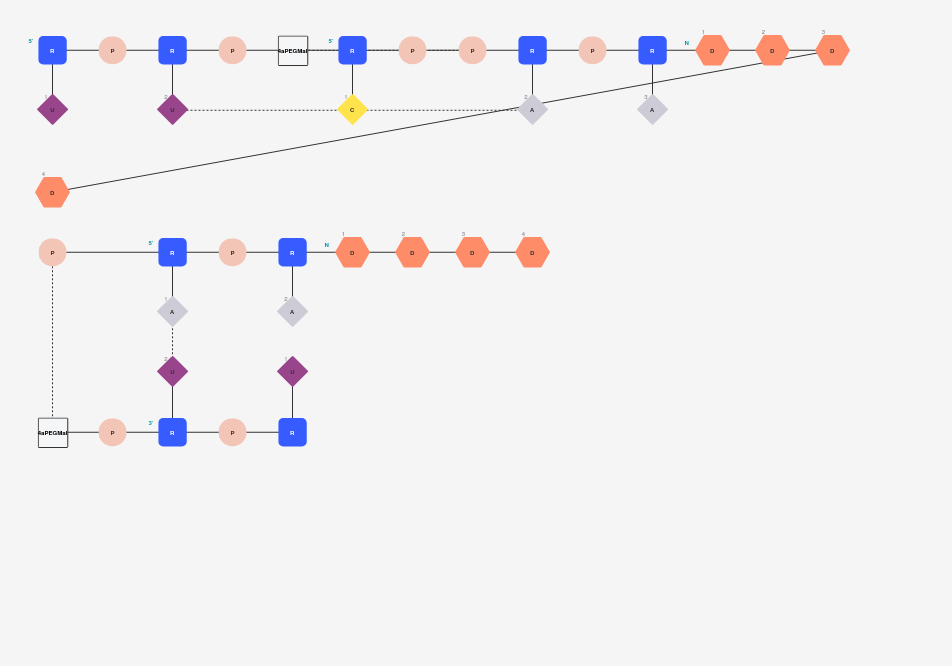 5' R P R P 4aPEGMal 5' R P P R P R N 1 D 2 D 3 D
1 U 2 U 1 C 2 A 3 A
4 D
P 5' R P R N 1 D 2 D 3 D 4 D
1 A 2 A
2 U 1 U
4aPEGMal P 3' R P R